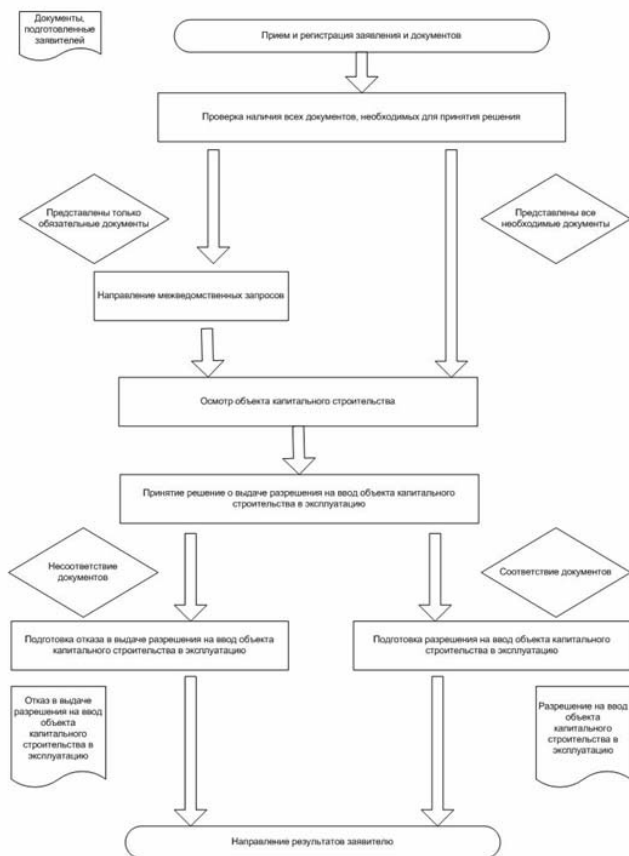 Документы,
подготовленные
заявителей
Прием и регистрация заявления и документов
Проверка наличия всех документов, необходимых для принятия решения
Представлены только
обязательные документы
Представлены все
необходимые документы
Направление межведомственных запросов
Осмотр объекта капитального строительства
Принятие решение о выдаче разрешения на ввод объекта капитального
строительства в эксплуатацию
Несоответствие
документов
Соответствие документов
Подготовка отказа в выдаче разрешения на ввод объекта
капитального строительства в эксплуатацию
Подготовка разрешения на ввод объекта капитального
строительства в эксплуатацию
Отказ в выдаче
разрешения на ввод
объекта
капитального
строительства в
эксплуатацию
Разрешение на ввод
объекта
капитального
строительства в
эксплуатацию
Направление результатов заявителю